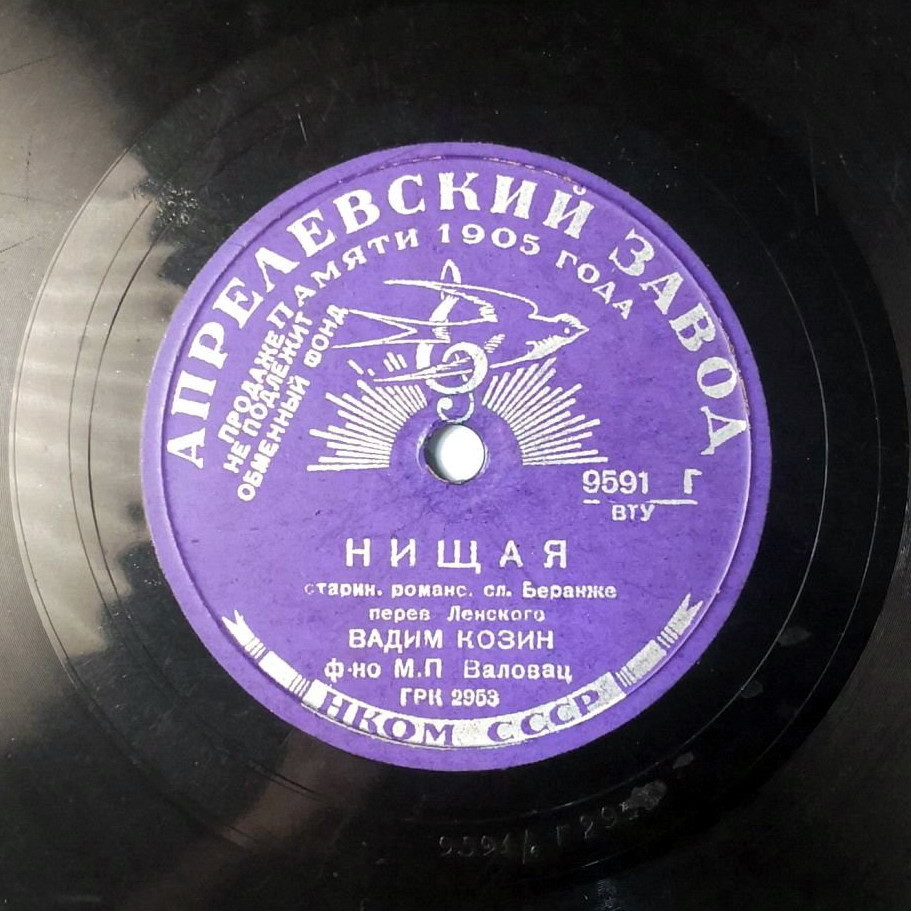 АПРЕЛЕВСКИЙ ЗАВОД
ПАМЯТИ 1905 ГОДА
ПРОДАЖЕ
НЕ ПОДЛЕЖИТ
ОБМЕННЫЙ ФОНД
9591 Г
ВТУ
НИЩАЯ
старин. романс. сл. Беранже
перев Ленского
ВАДИМ КОЗИН
ф-но М.П Валовац
ГРК 2953
НКОМ СССР